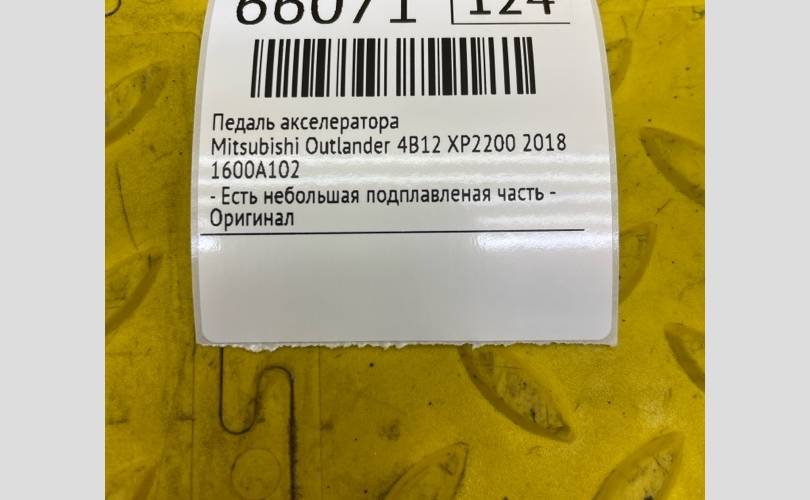 66071 124
Педаль акселератора
Mitsubishi Outlander 4B12 XP2200 2018
1600A102
- Есть небольшая подплавленая часть -
Оригинал